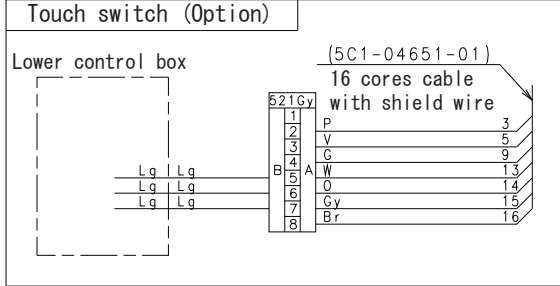 Touch switch (Option)
Lower control box
(5C1-04651-01)
16 cores cable
with shield wire
521Gy
B
A
1
2
3
4
5
6
7
8
P 3
V 5
G 9
W 13
O 14
Gy 15
Br 16
Lg Lg
Lg Lg
Lg Lg